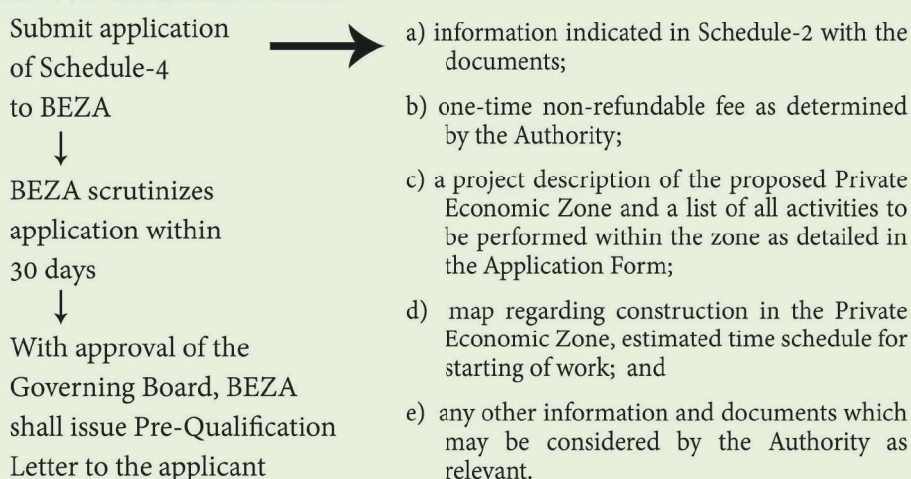 Submit application
of Schedule-4
to BEZA
BEZA scrutinizes
application within
30 days
With approval of the
Governing Board, BEZA
shall issue Pre-Qualification
Letter to the applicant
a) information indicated in Schedule-2 with the
documents;
b) one-time non-refundable fee as determined
by the Authority;
c) a project description of the proposed Private
Economic Zone and a list of all activities to
be performed within the zone as detailed in
the Application Form;
d) map regarding construction in the Private
Economic Zone, estimated time schedule for
starting of work; and
e) any other information and documents which
may be considered by the Authority as
relevant.